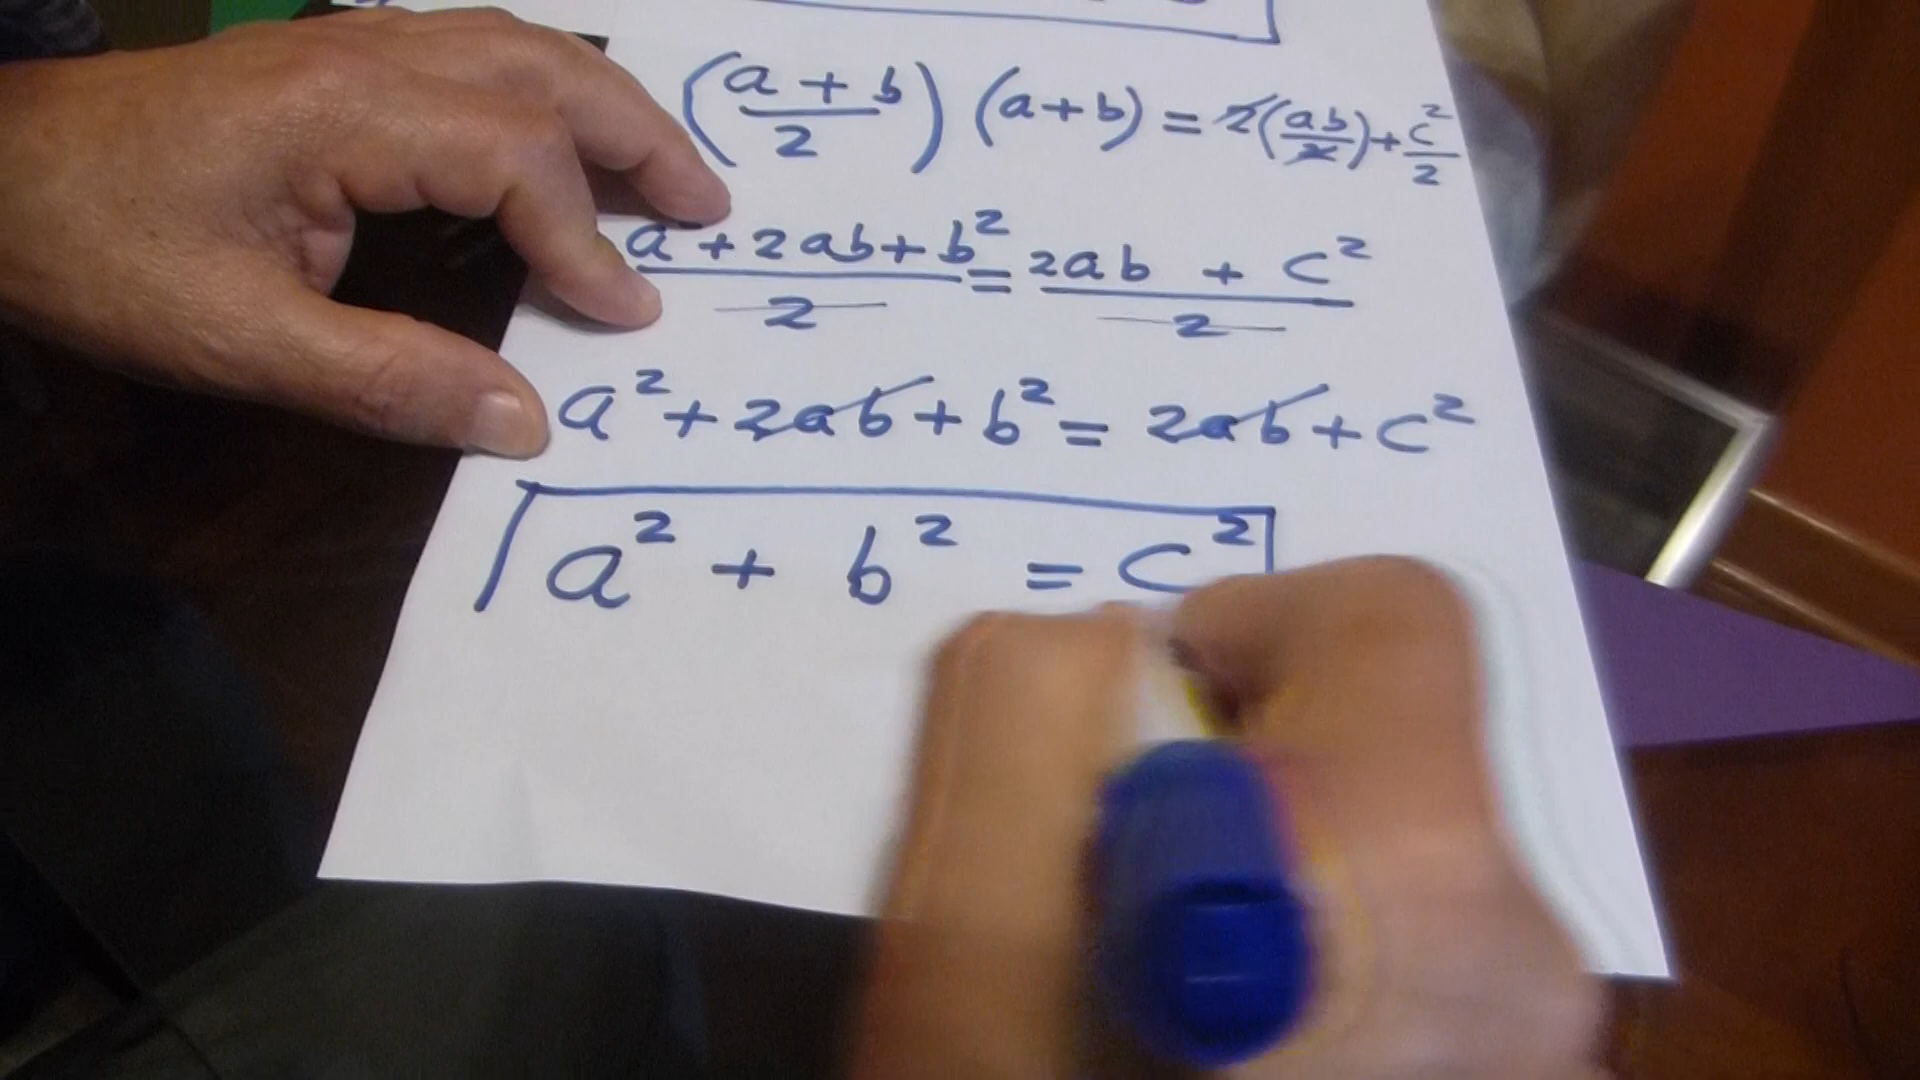 (a + b / 2) (a + b) = 2(ab / 2) + c² / 2
a + 2ab + b² / 2 = 2ab + c² / 2
a² + 2ab + b² = 2ab + c²
a² + b² = c²